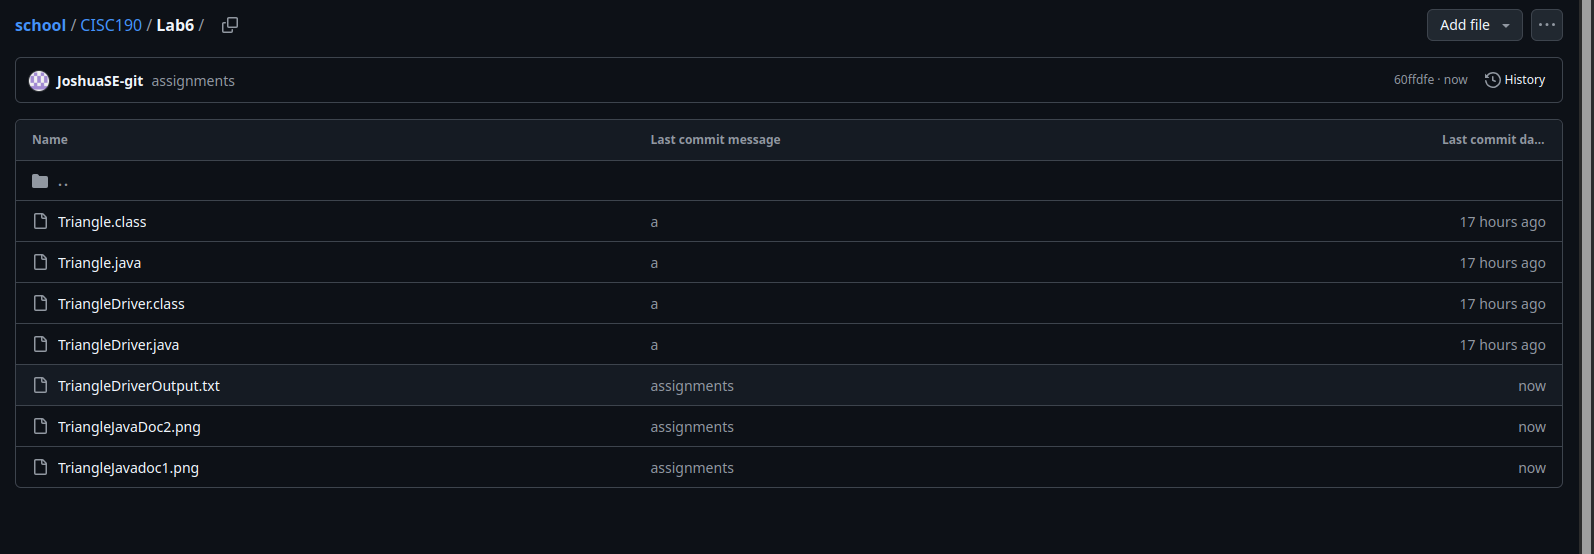 school / CISC190 / Lab6 /
Add file
JoshuaSE-git assignments
60ffdfe · now
History
Name Last commit message Last commit da...
..
Triangle.class a 17 hours ago
Triangle.java a 17 hours ago
TriangleDriver.class a 17 hours ago
TriangleDriver.java a 17 hours ago
TriangleDriverOutput.txt assignments now
TriangleJavaDoc2.png assignments now
TriangleJavadoc1.png assignments now